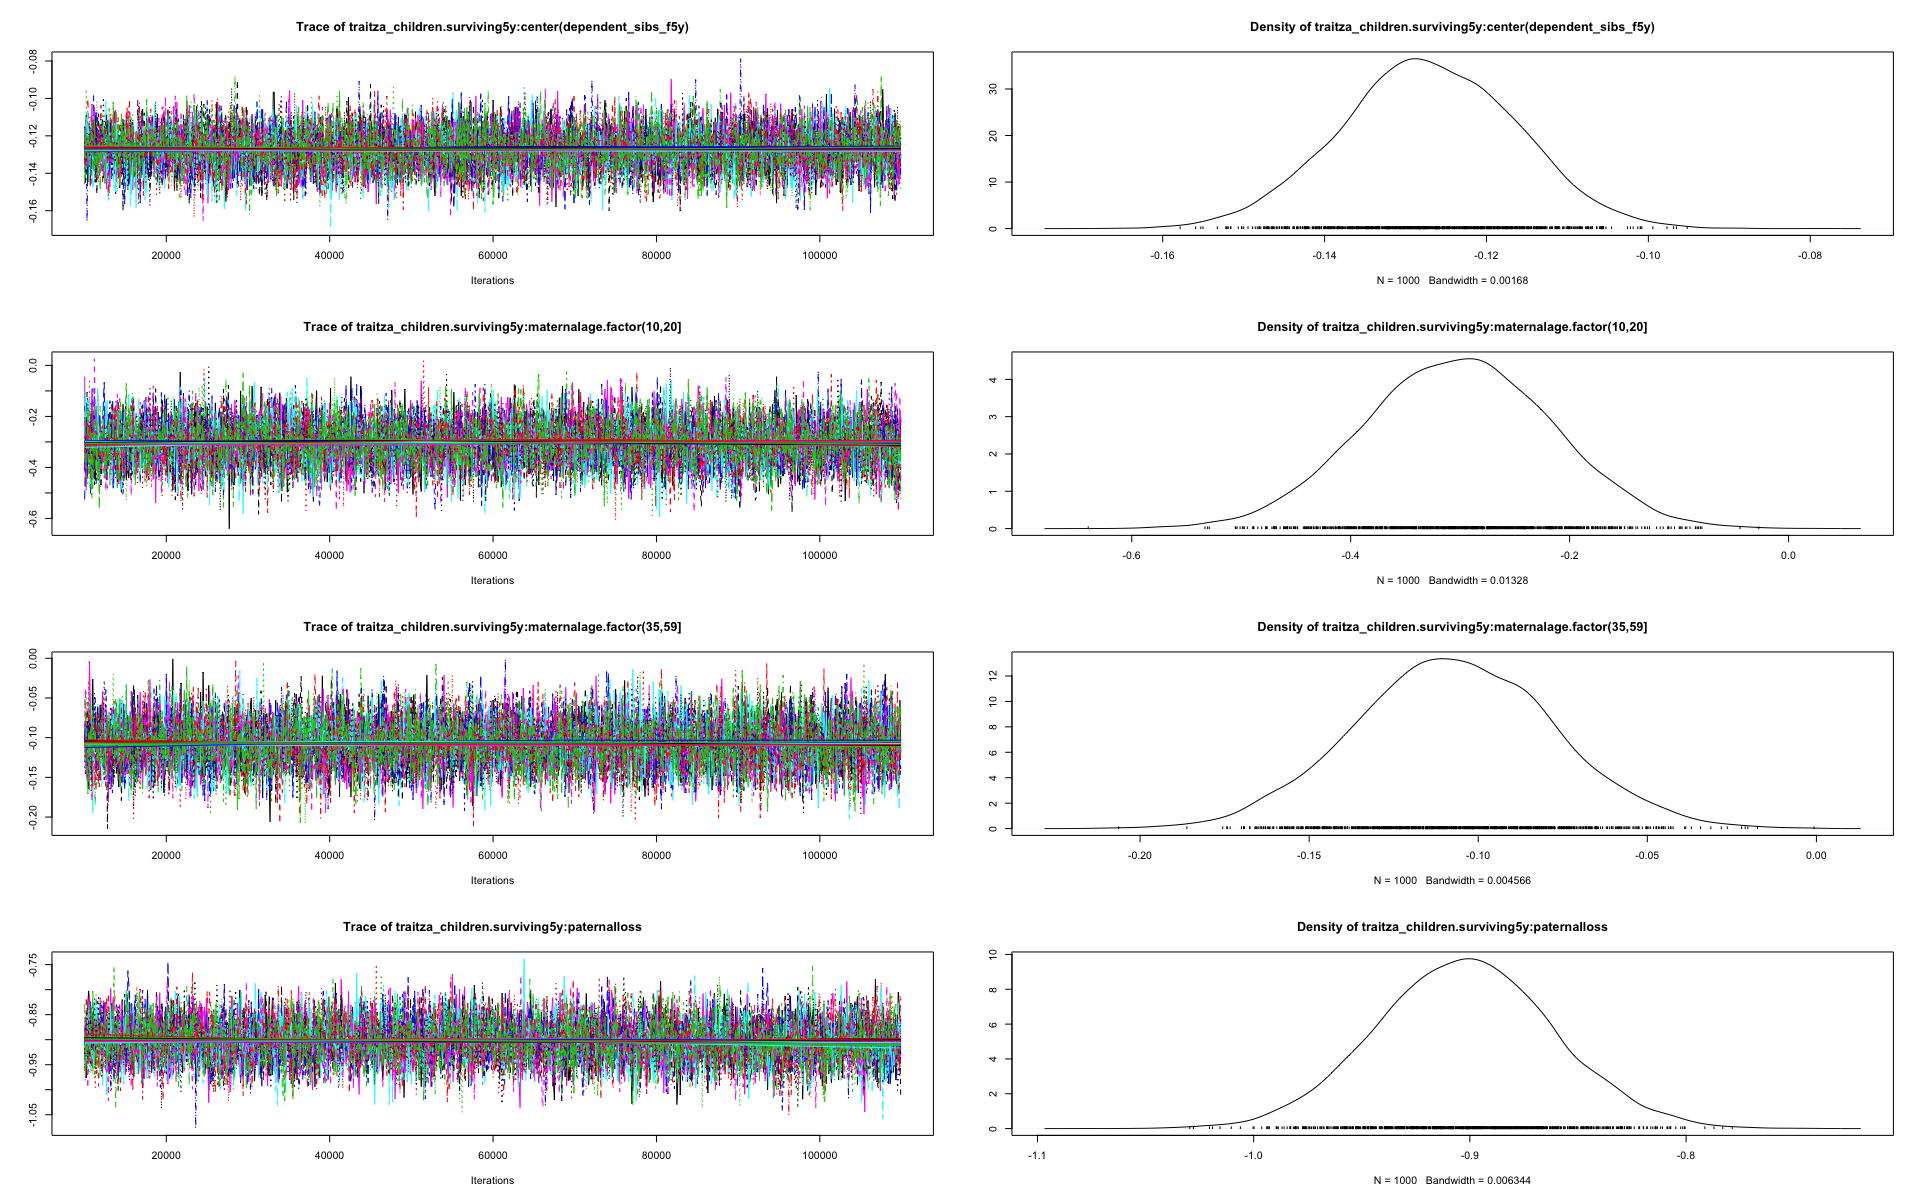 Trace of traitza_children.surviving5y:center(dependent_sibs_f5y)
-0.16 -0.14 -0.12 -0.10 -0.08
20000 40000 60000 80000 100000
Iterations
Density of traitza_children.surviving5y:center(dependent_sibs_f5y)
0 10 20 30
-0.16 -0.14 -0.12 -0.10 -0.08
N = 1000 Bandwidth = 0.00168
Trace of traitza_children.surviving5y:maternalage.factor(10,20]
-0.6 -0.4 -0.2 0.0
20000 40000 60000 80000 100000
Iterations
Density of traitza_children.surviving5y:maternalage.factor(10,20]
0 1 2 3 4
-0.6 -0.4 -0.2 0.0
N = 1000 Bandwidth = 0.01328
Trace of traitza_children.surviving5y:maternalage.factor(35,59]
-0.20 -0.15 -0.10 -0.05 0.00
20000 40000 60000 80000 100000
Iterations
Density of traitza_children.surviving5y:maternalage.factor(35,59]
0 2 4 6 8 10 12
-0.20 -0.15 -0.10 -0.05 0.00
N = 1000 Bandwidth = 0.004566
Trace of traitza_children.surviving5y:paternalloss
-1.05 -0.95 -0.85 -0.75
20000 40000 60000 80000 100000
Iterations
Density of traitza_children.surviving5y:paternalloss
0 2 4 6 8 10
-1.1 -1.0 -0.9 -0.8
N = 1000 Bandwidth = 0.006344